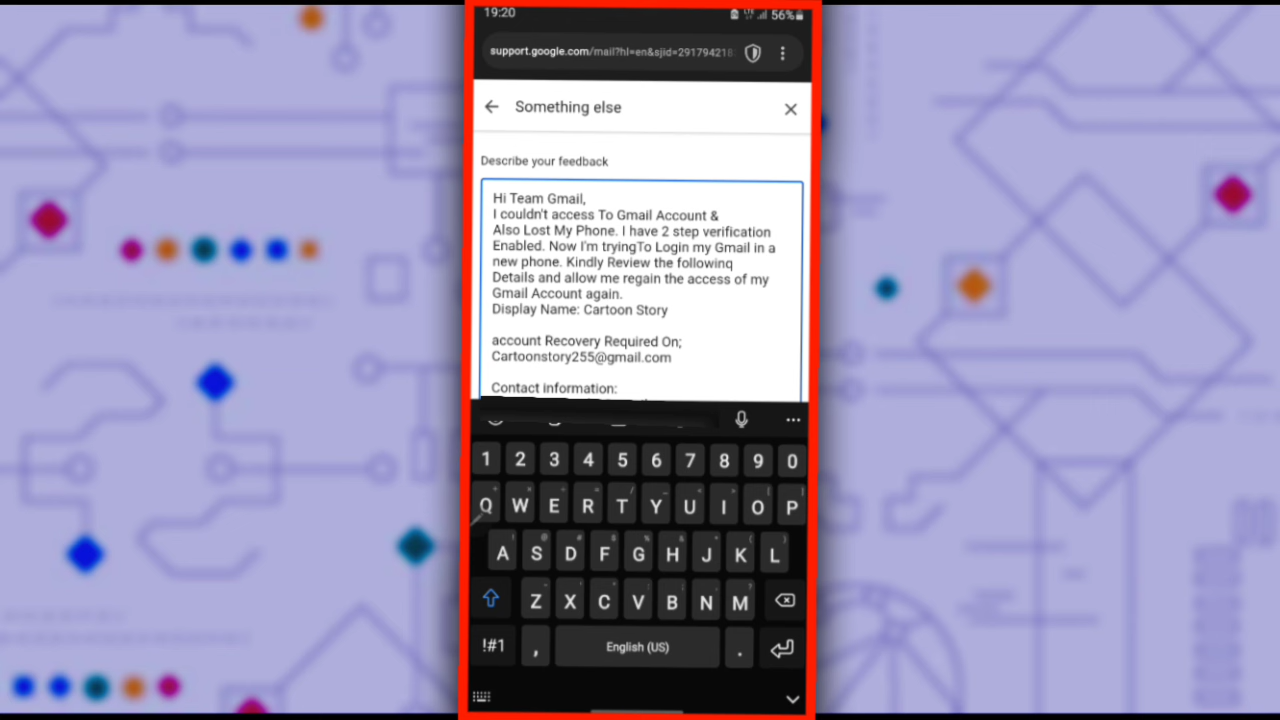 19:20
LTE 56%
support.google.com/mail?hl=en&sjid=291794218
Something else
Describe your feedback
Hi Team Gmail,
I couldn't access To Gmail Account &
Also Lost My Phone. I have 2 step verification
Enabled. Now I'm tryingTo Login my Gmail in a
new phone. Kindly Review the following
Details and allow me regain the access of my
Gmail Account again.
Display Name: Cartoon Story
account Recovery Required On;
Cartoonstory255@gmail.com
Contact information:
1 2 3 4 5 6 7 8 9 0
Q W E R T Y U I O P
A S D F G H J K L
Z X C V B N M
!#1 , English (US) .